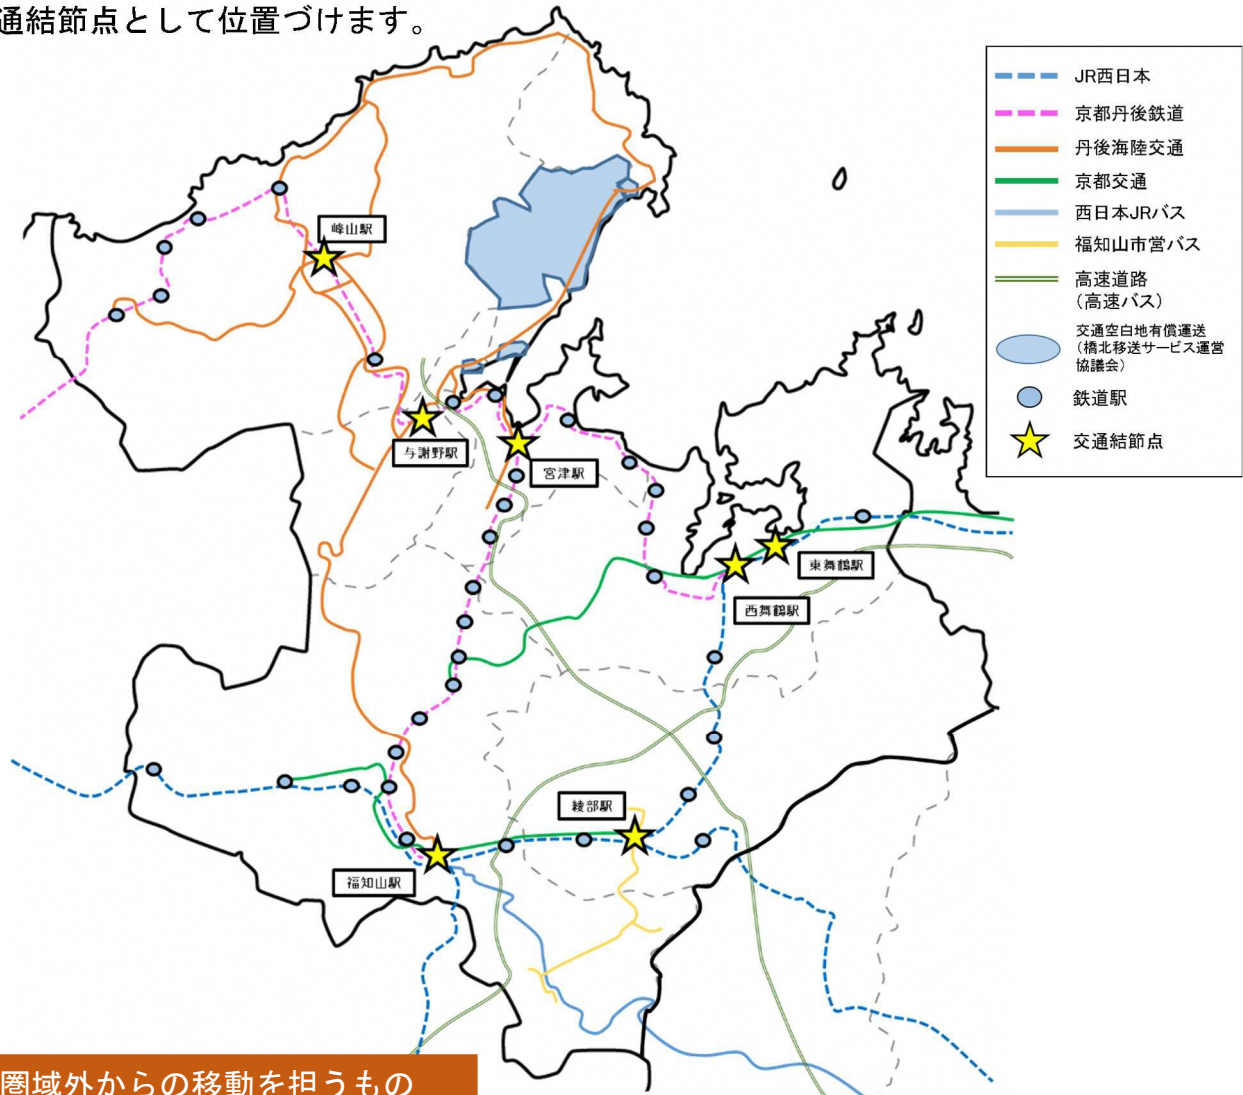 通結節点として位置づけます。
JR西日本
京都丹後鉄道
丹後海陸交通
京都交通
西日本JRバス
福知山市営バス
高速道路
（高速バス）
交通空白地有償運送
（橋北移送サービス運営
協議会）
鉄道駅
交通結節点
峰山駅
与謝野駅
宮津駅
東舞鶴駅
西舞鶴駅
綾部駅
福知山駅
圏域外からの移動を担うもの